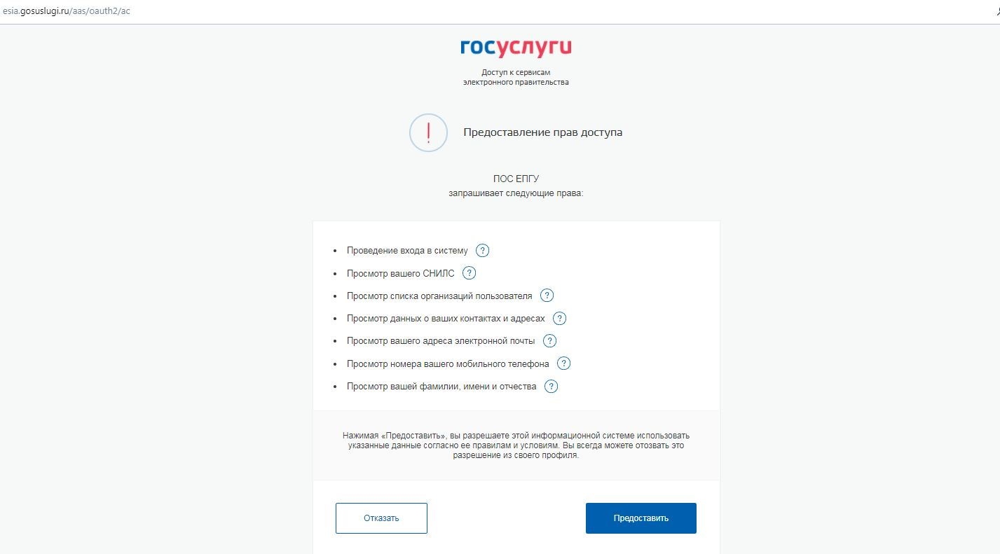 esia.gosuslugi.ru/aas/oauth2/ac
госуслуги
Доступ к сервисам
электронного правительства
!
Предоставление прав доступа
ПОС ЕПГУ
запрашивает следующие права:
• Проведение входа в систему ?
• Просмотр вашего СНИЛС ?
• Просмотр списка организаций пользователя ?
• Просмотр данных о ваших контактах и адресах ?
• Просмотр вашего адреса электронной почты ?
• Просмотр номера вашего мобильного телефона ?
• Просмотр вашей фамилии, имени и отчества ?
Нажимая «Предоставить», вы разрешаете этой информационной системе использовать
указанные данные согласно ее правилам и условиям. Вы всегда можете отозвать это
разрешение из своего профиля.
Отказать
Предоставить